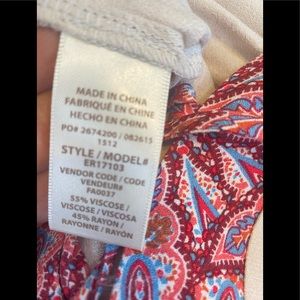 MADE IN CHINA
FABRIQUÉ EN CHINE
HECHO EN CHINA
PO# 2674200 / 082615
1512
STYLE / MODEL#
ER17103
VENDOR CODE / CODE
VENDEUR#
FA0037
55% VISCOSE /
VISCOSE / VISCOSA
45% RAYON /
RAYONNE / RAYÓN